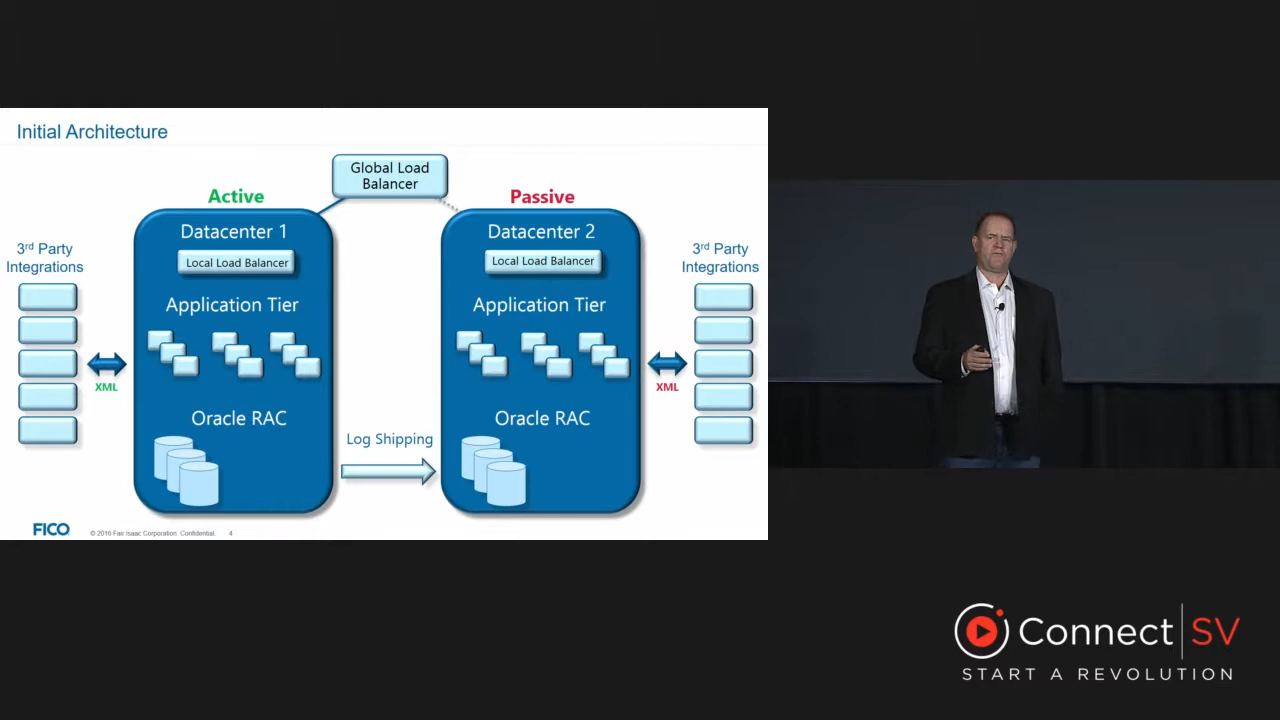 Initial Architecture
Global Load
Balancer
Active
Passive
Datacenter 1
Local Load Balancer
Application Tier
Oracle RAC
Datacenter 2
Local Load Balancer
Application Tier
Oracle RAC
3rd Party
Integrations
XML
3rd Party
Integrations
XML
Log Shipping
FICO
© 2016 Fair Isaac Corporation. Confidential.
4
Connect SV
START A REVOLUTION